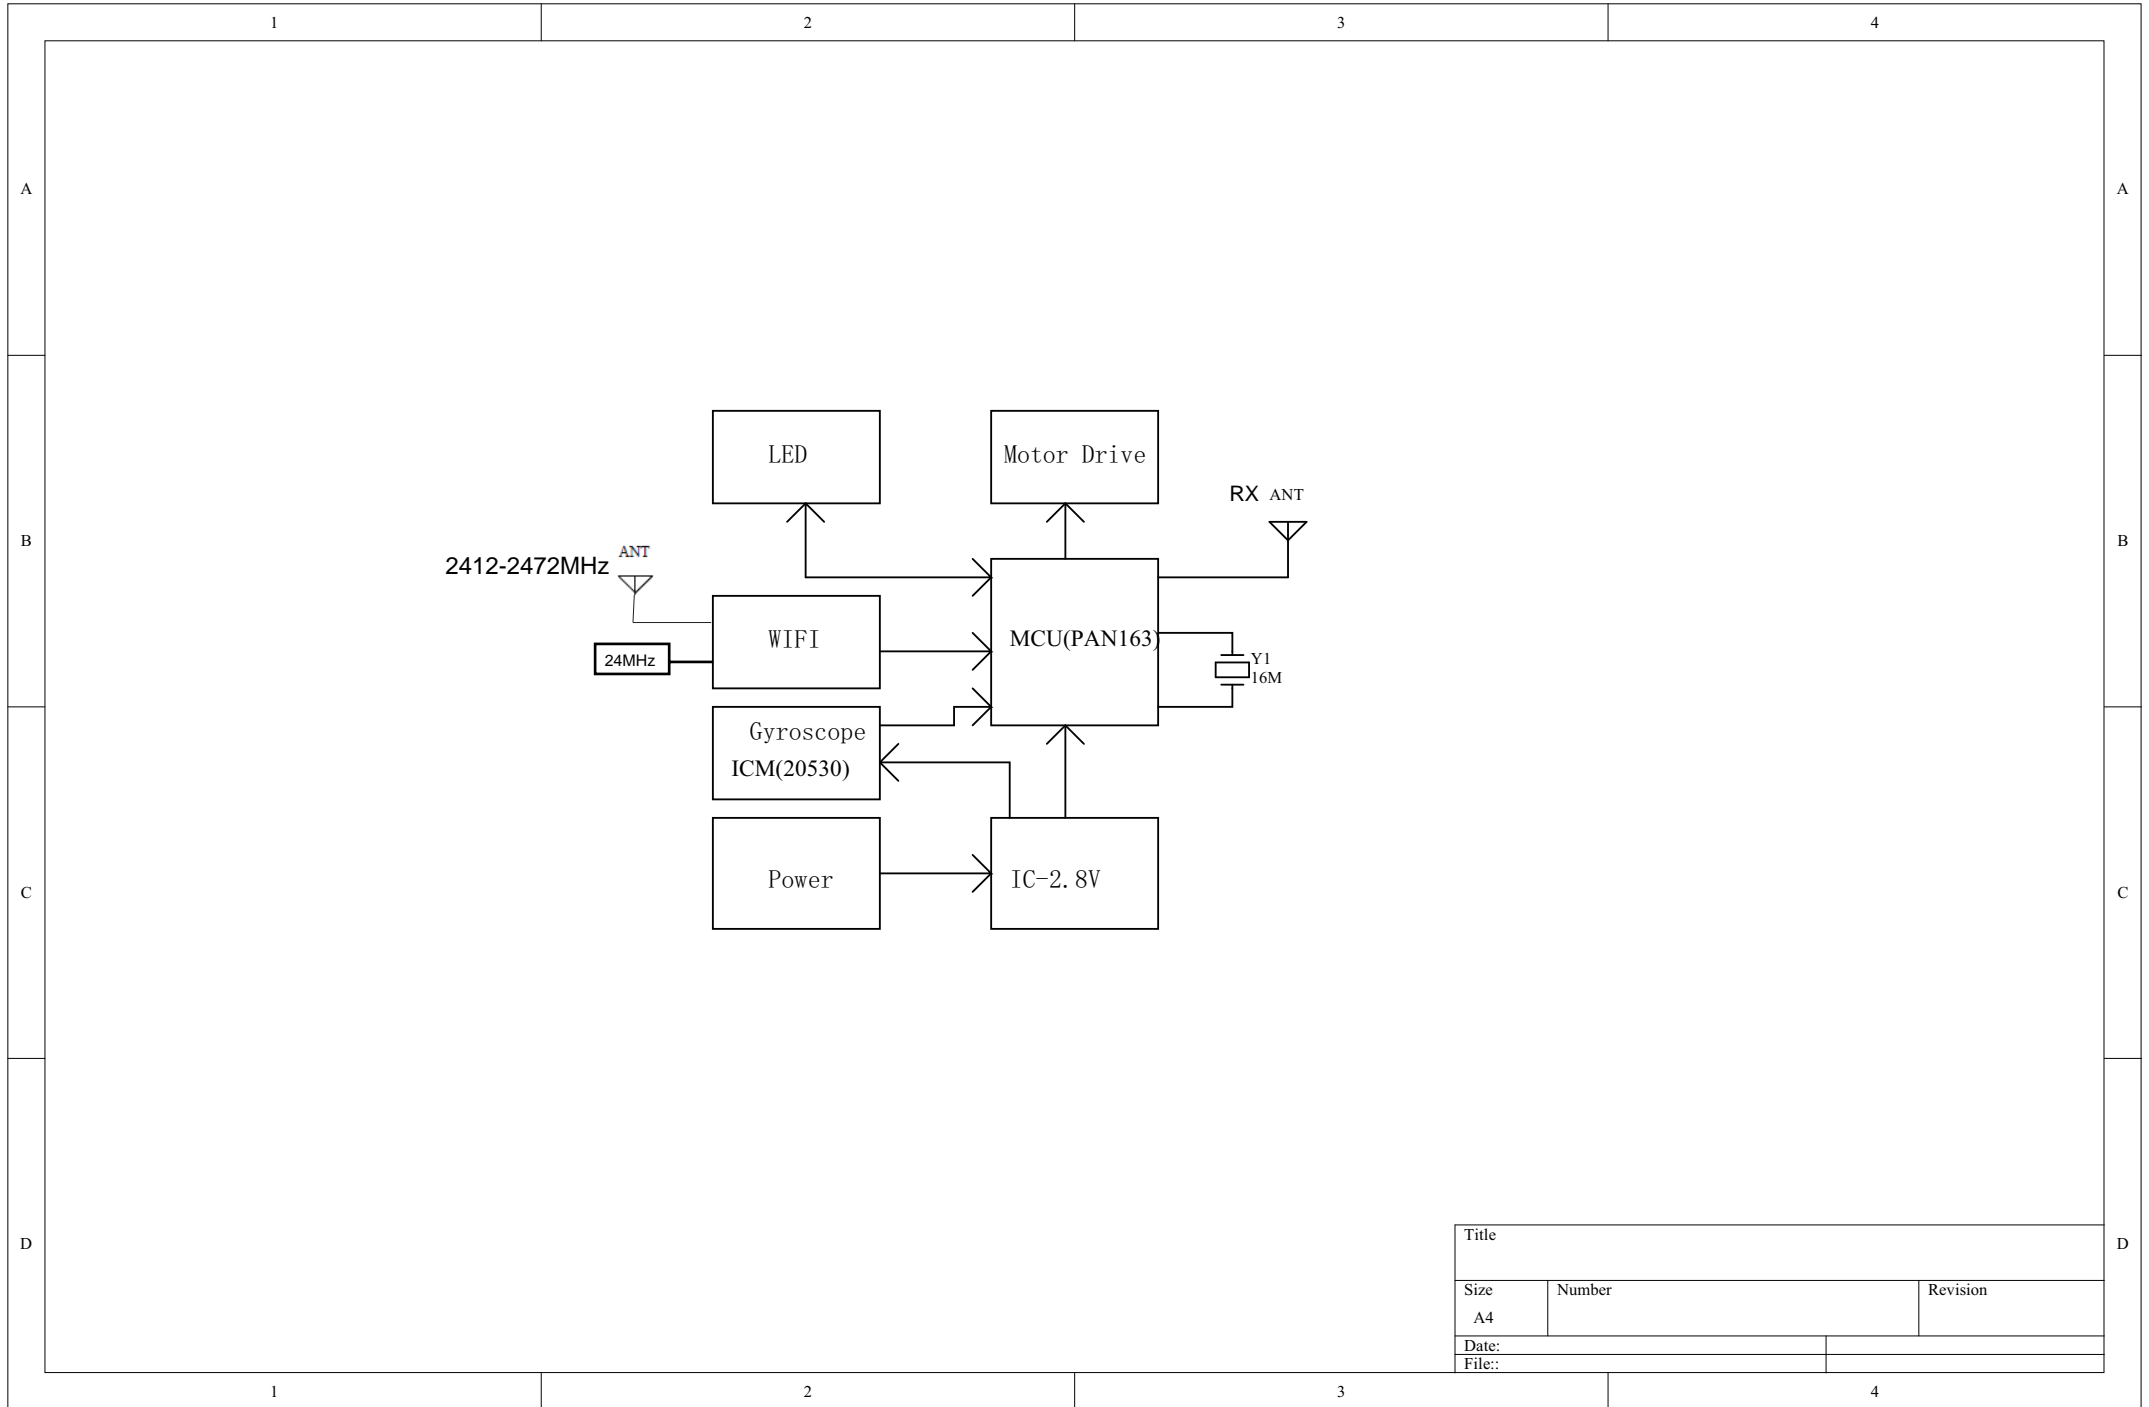 1 2 3 4
A A
LED Motor Drive
RX ANT
B B
ANT
2412-2472MHz
WIFI MCU(PAN163)
24MHz
Y1
16M
Gyroscope
ICM(20530)
Power IC-2.8V
C C
Title
D D
Size Number Revision
A4
Date:
File::
1 2 3 4